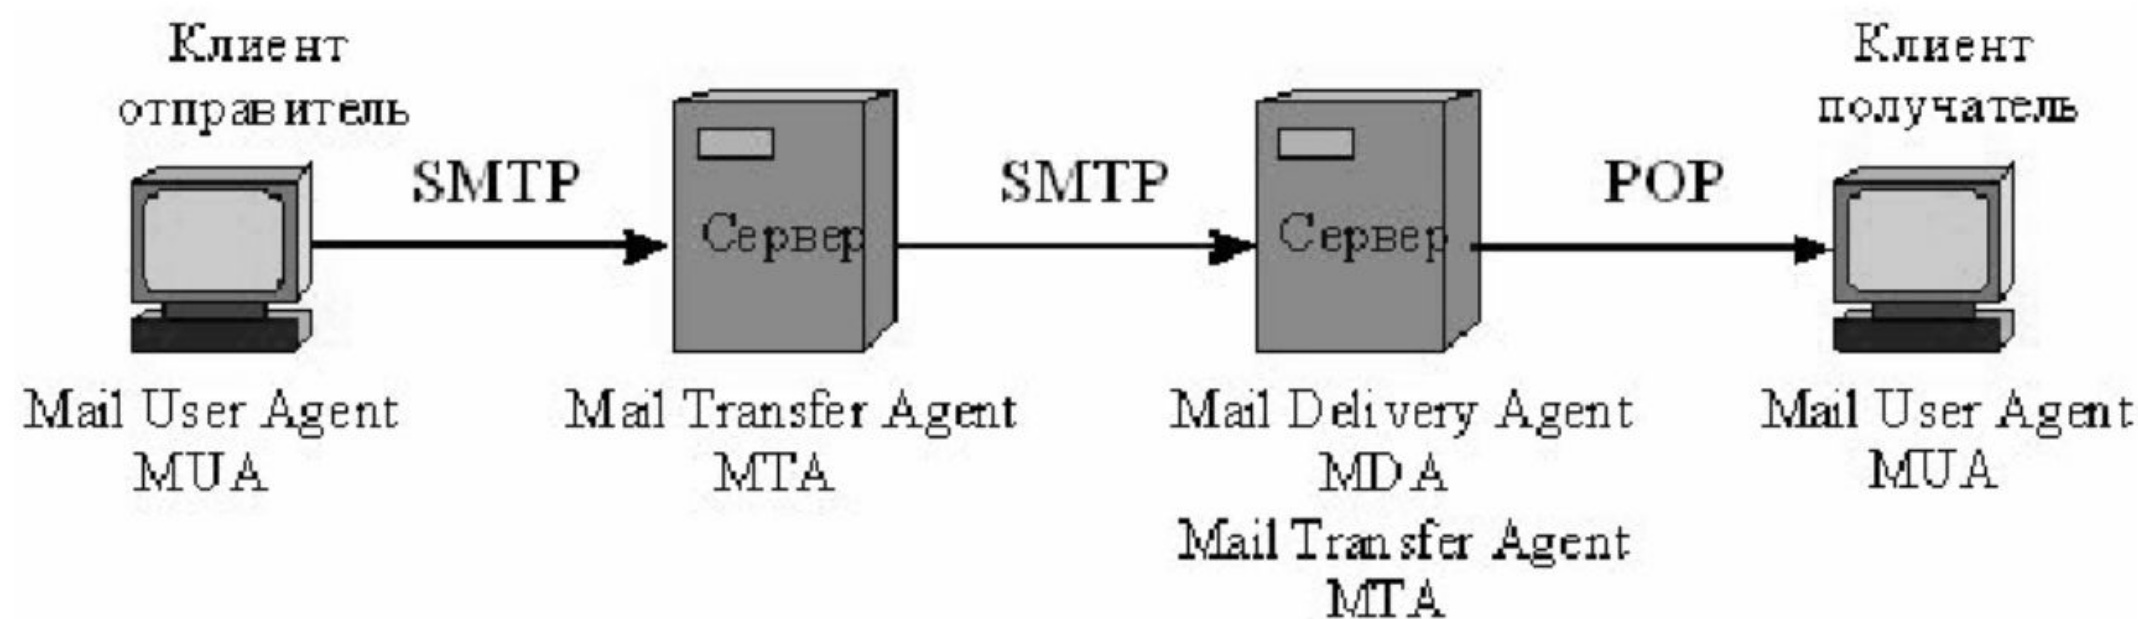 Клиент
отправитель
SMTP
Сервер
SMTP
Сервер
POP
Клиент
получатель
Mail User Agent
MUA
Mail Transfer Agent
MTA
Mail Delivery Agent
MDA
Mail Transfer Agent
MTA
Mail User Agent
MUA